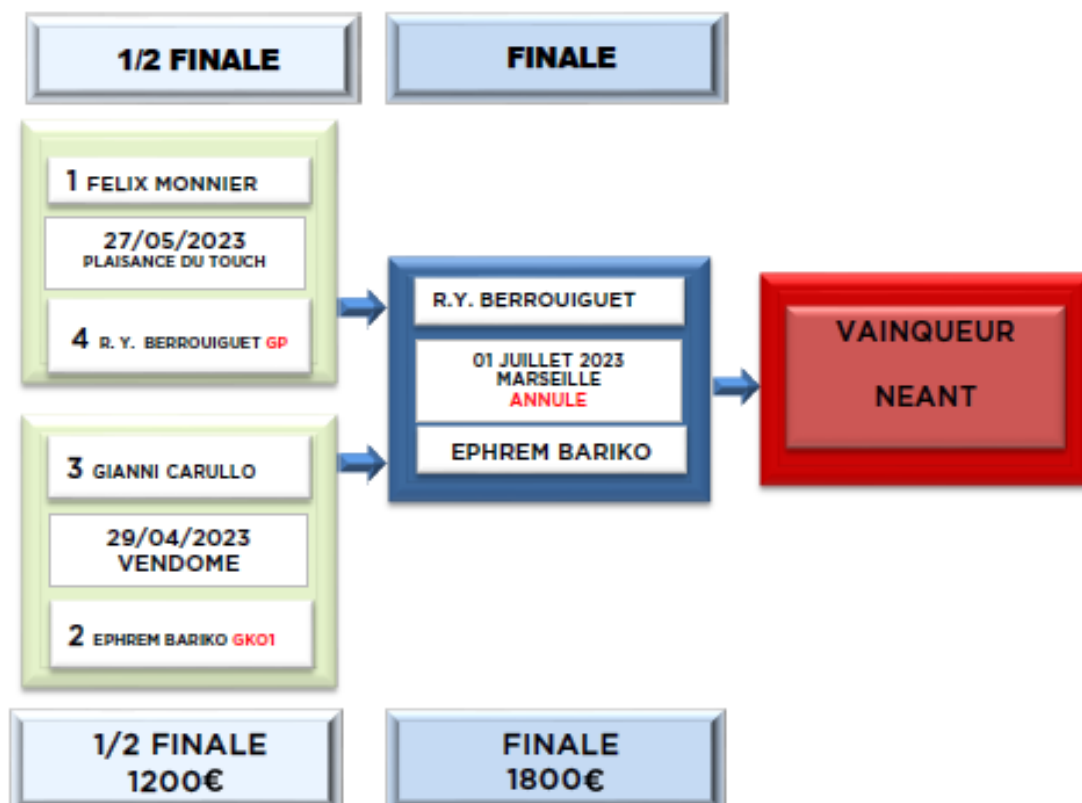 1/2 FINALE
FINALE
1 FELIX MONNIER
27/05/2023
PLAISANCE DU TOUCH
4 R. Y. BERROUIGUET GP
3 GIANNI CARULLO
29/04/2023
VENDOME
2 EPHREM BARIKO GKO1
R.Y. BERROUIGUET
01 JUILLET 2023
MARSEILLE
ANNULE
EPHREM BARIKO
VAINQUEUR
NEANT
1/2 FINALE
1200€
FINALE
1800€